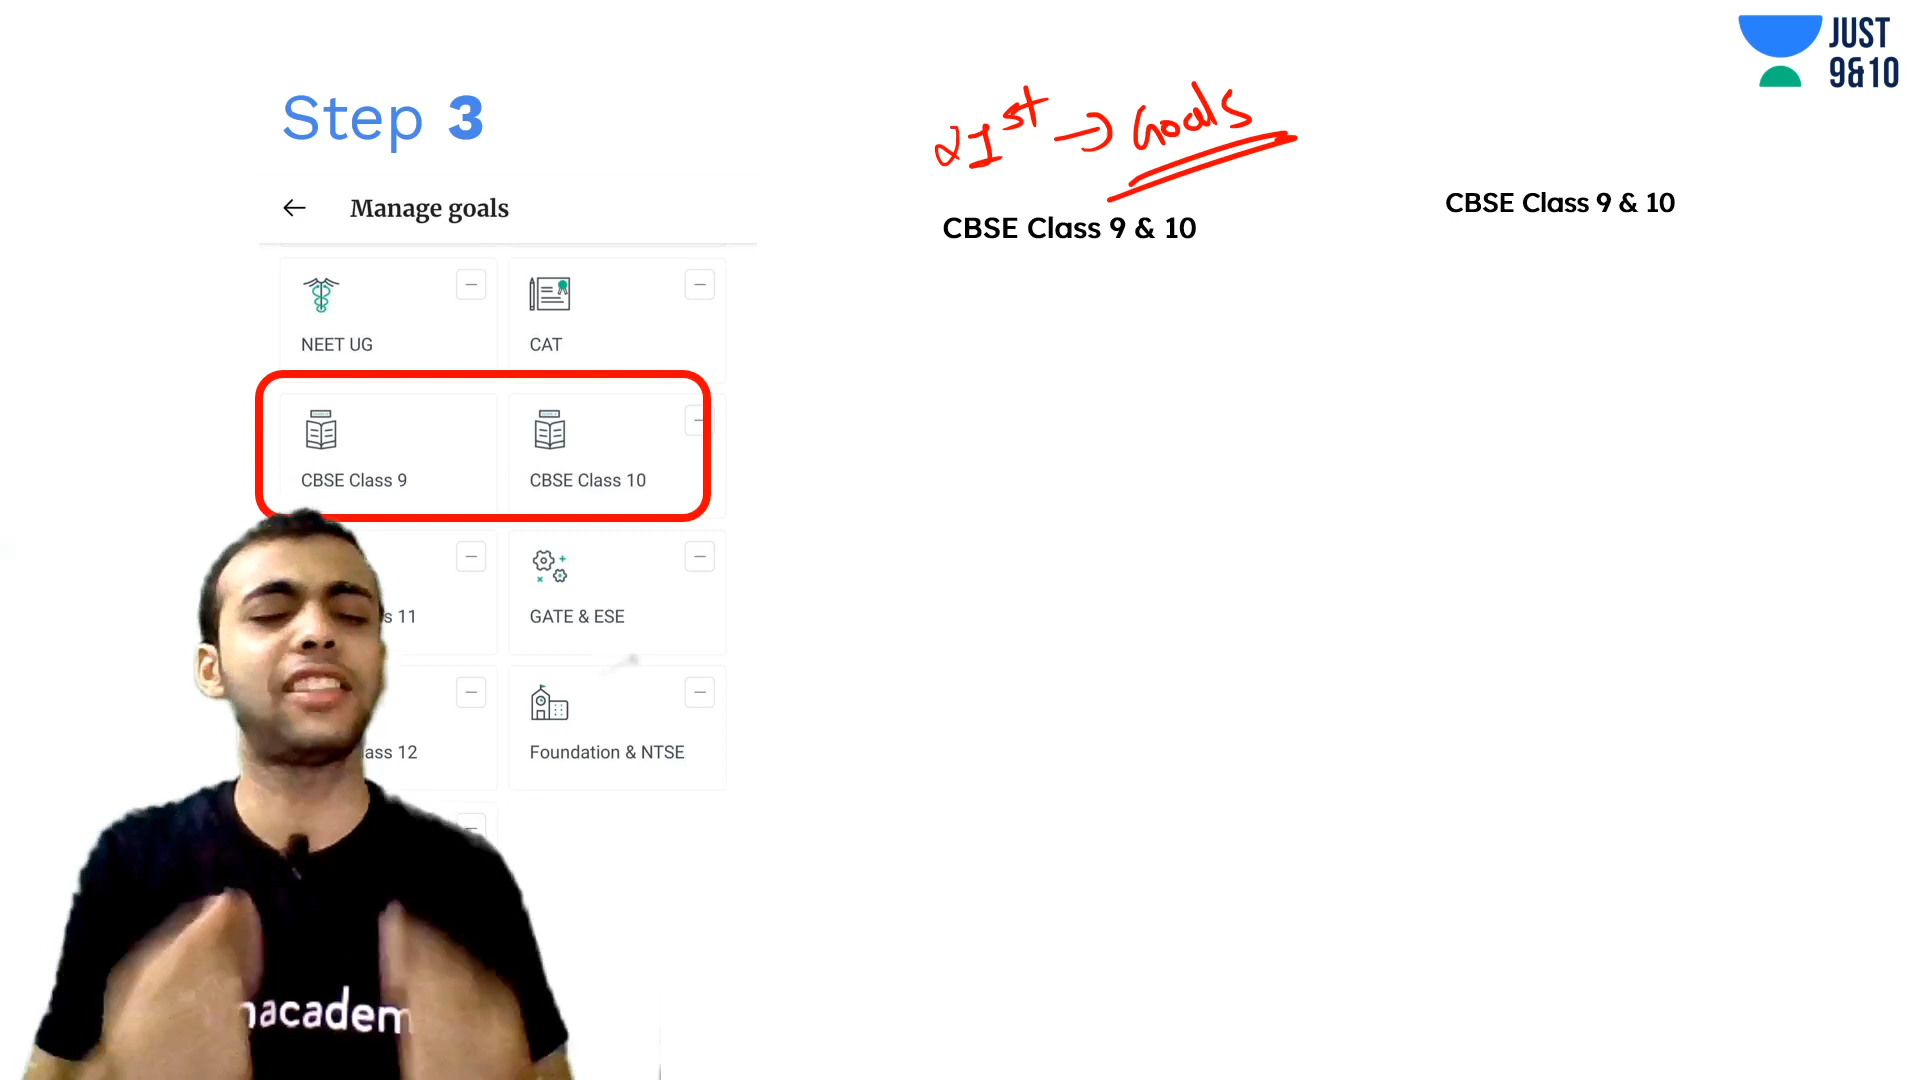 JUST
9&10
Step 3
21st → Goals
Manage goals
CBSE Class 9 & 10
CBSE Class 9 & 10
NEET UG
CAT
CBSE Class 9
CBSE Class 10
s 11
GATE & ESE
ass 12
Foundation & NTSE
nacadem